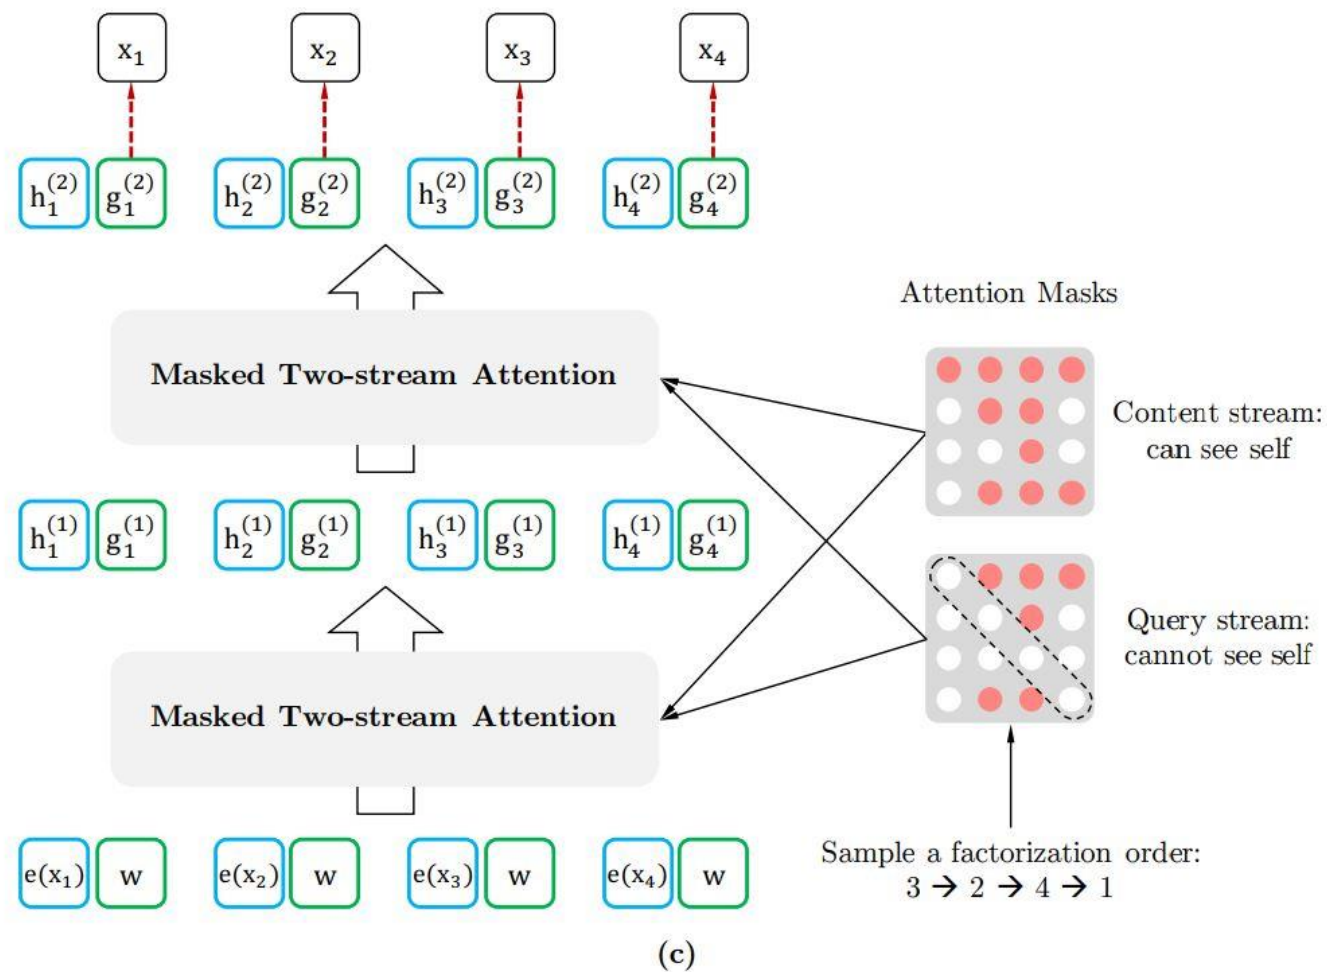 x₁ x₂ x₃ x₄
h₁⁽²⁾ g₁⁽²⁾ h₂⁽²⁾ g₂⁽²⁾ h₃⁽²⁾ g₃⁽²⁾ h₄⁽²⁾ g₄⁽²⁾
Attention Masks
Masked Two-stream Attention
Content stream:
can see self
h₁⁽¹⁾ g₁⁽¹⁾ h₂⁽¹⁾ g₂⁽¹⁾ h₃⁽¹⁾ g₃⁽¹⁾ h₄⁽¹⁾ g₄⁽¹⁾
Query stream:
cannot see self
Masked Two-stream Attention
e(x₁) w e(x₂) w e(x₃) w e(x₄) w
Sample a factorization order:
3 → 2 → 4 → 1
(c)